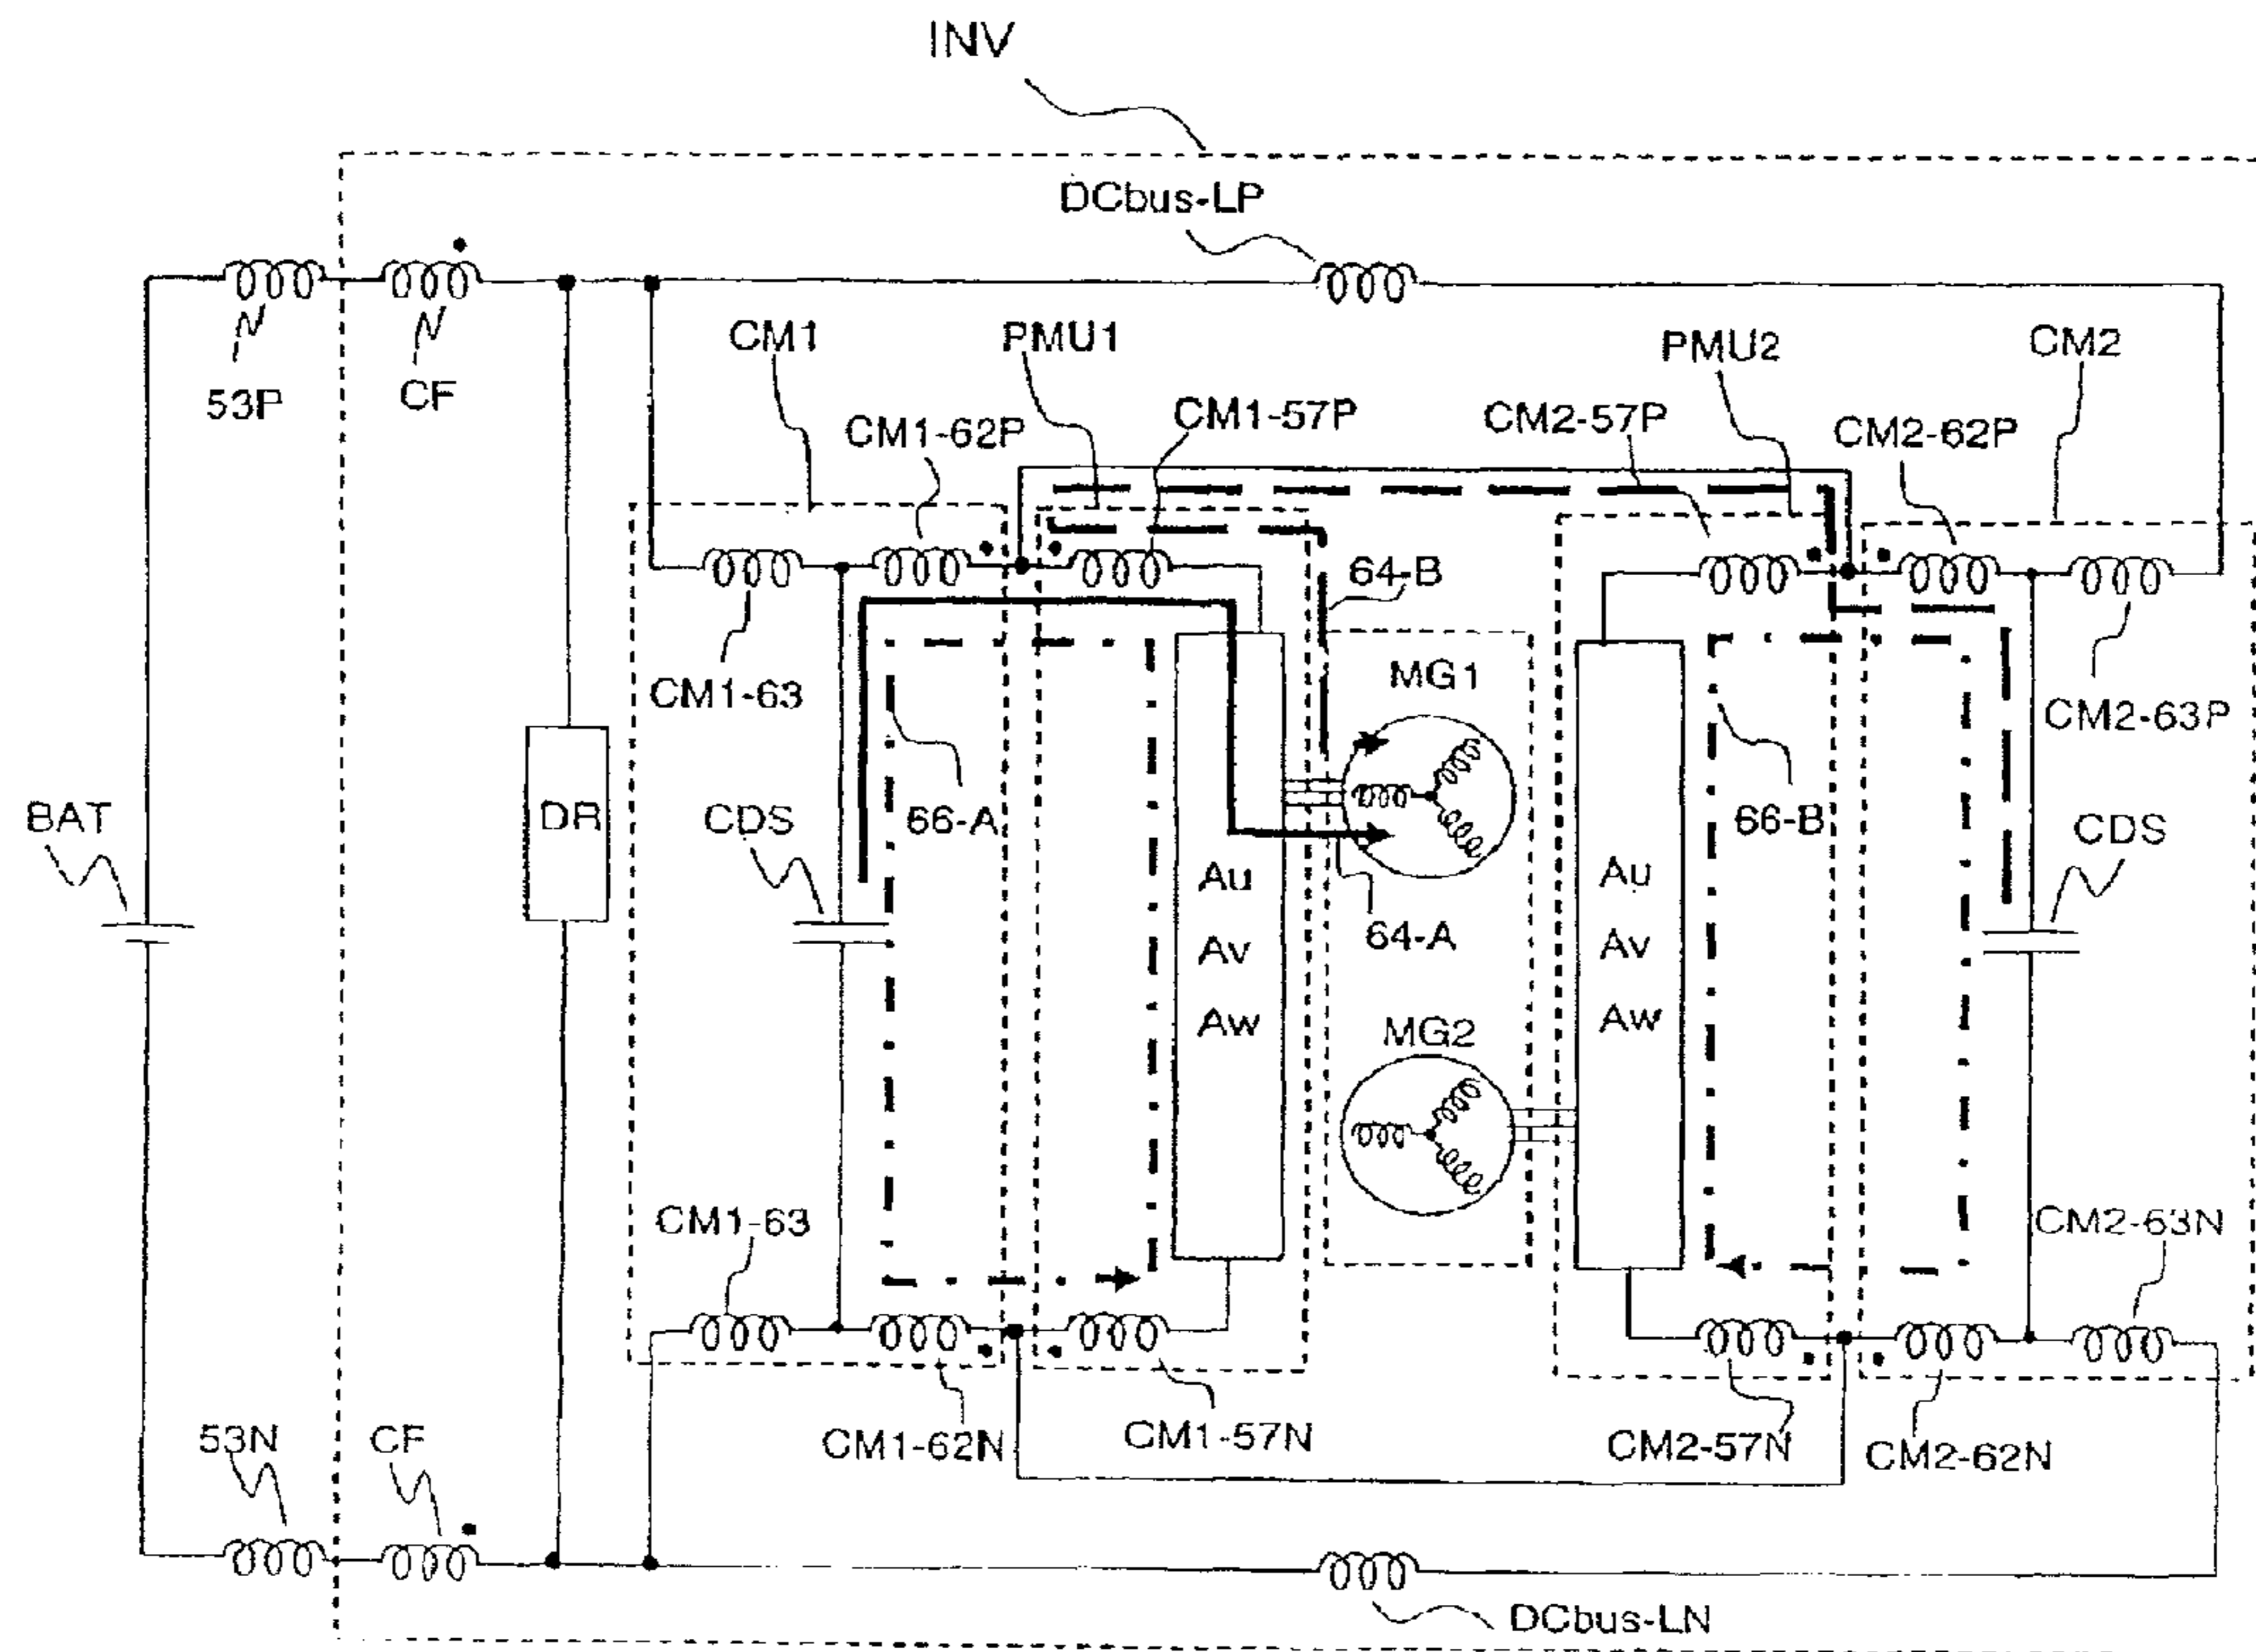 INV
DCbus-LP
CM1
PMU1
PMU2
CM2
53P
CF
CM1-62P
CM1-57P
CM2-57P
CM2-62P
64-B
CM1-63
MG1
CM2-63P
BAT
DR
CDS
66-A
66-B
CDS
Au
Av
Aw
64-A
Au
Av
Aw
MG2
CM1-63
CM2-63N
53N
CF
CM1-62N
CM1-57N
CM2-57N
CM2-62N
DCbus-LN